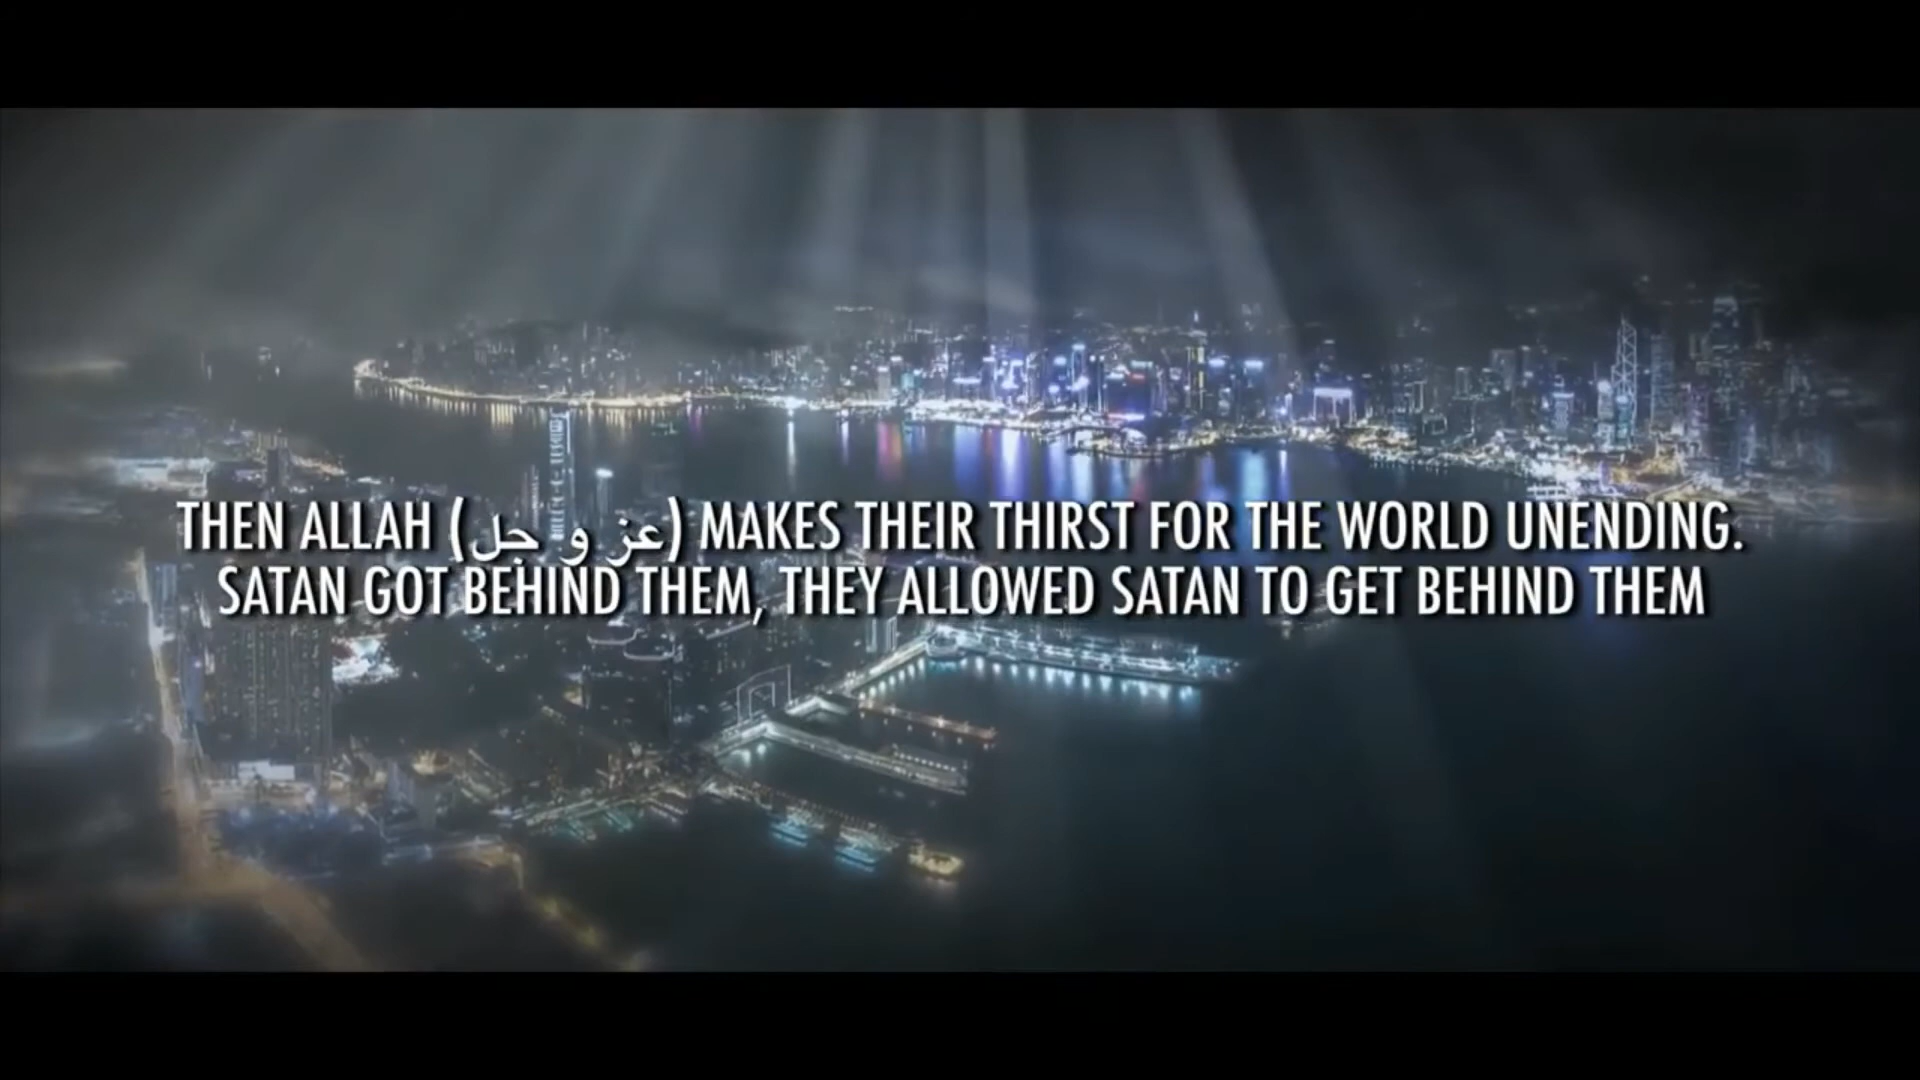 THEN ALLAH (عز و جل) MAKES THEIR THIRST FOR THE WORLD UNENDING.
SATAN GOT BEHIND THEM, THEY ALLOWED SATAN TO GET BEHIND THEM